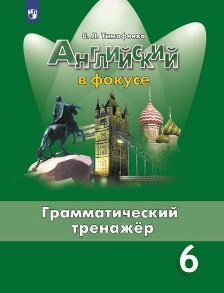 С. Л. Тимофеева
Английский
в фокусе
Грамматический
тренажёр
6